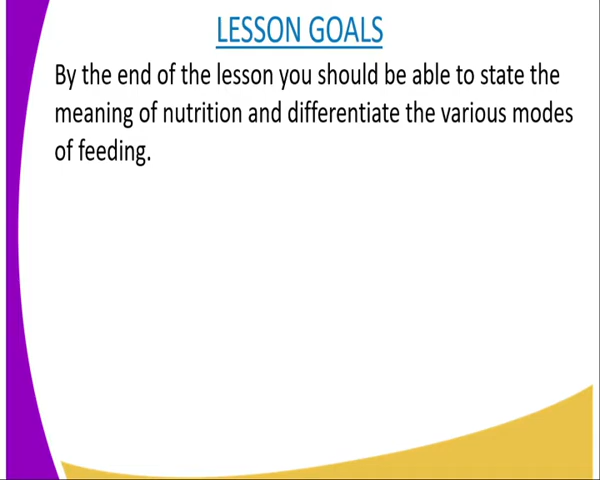 LESSON GOALS
By the end of the lesson you should be able to state the
meaning of nutrition and differentiate the various modes
of feeding.